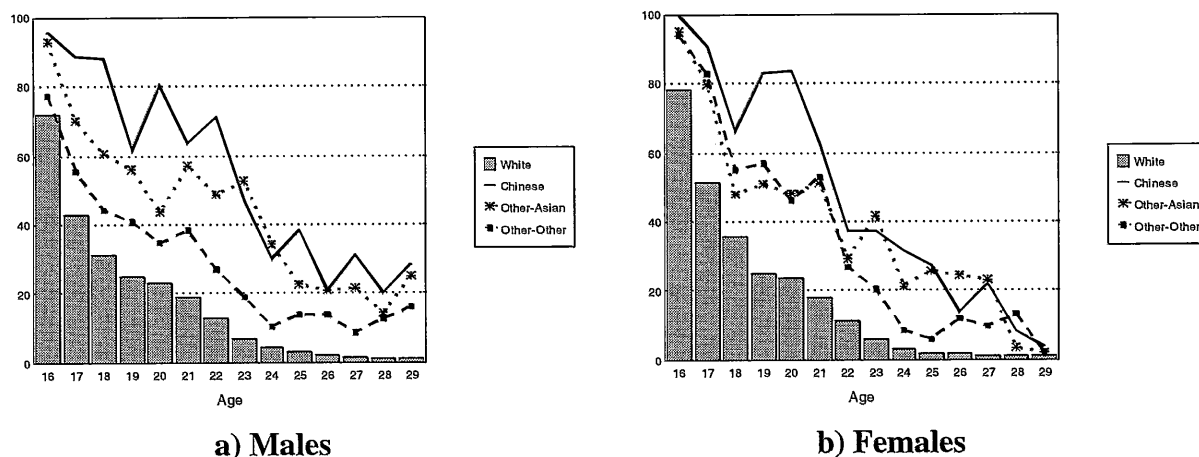 100
80
60
40
20
0
16 17 18 19 20 21 22 23 24 25 26 27 28 29
Age
White
Chinese
Other-Asian
Other-Other
a) Males
100
80
60
40
20
0
16 17 18 19 20 21 22 23 24 25 26 27 28 29
Age
White
Chinese
Other-Asian
Other-Other
b) Females